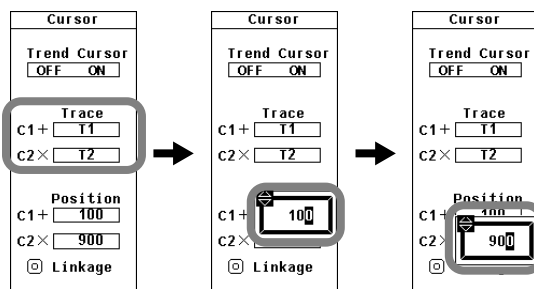 Cursor
Trend Cursor
OFF ON
Trace
C1+ T1
C2× T2
Position
C1+ 100
C2× 900
Linkage
Cursor
Trend Cursor
OFF ON
Trace
C1+ T1
C2× T2
C1+ 100
C2×
Linkage
Cursor
Trend Cursor
OFF ON
Trace
C1+ T1
C2× T2
Position
C1+ 100
C2× 900